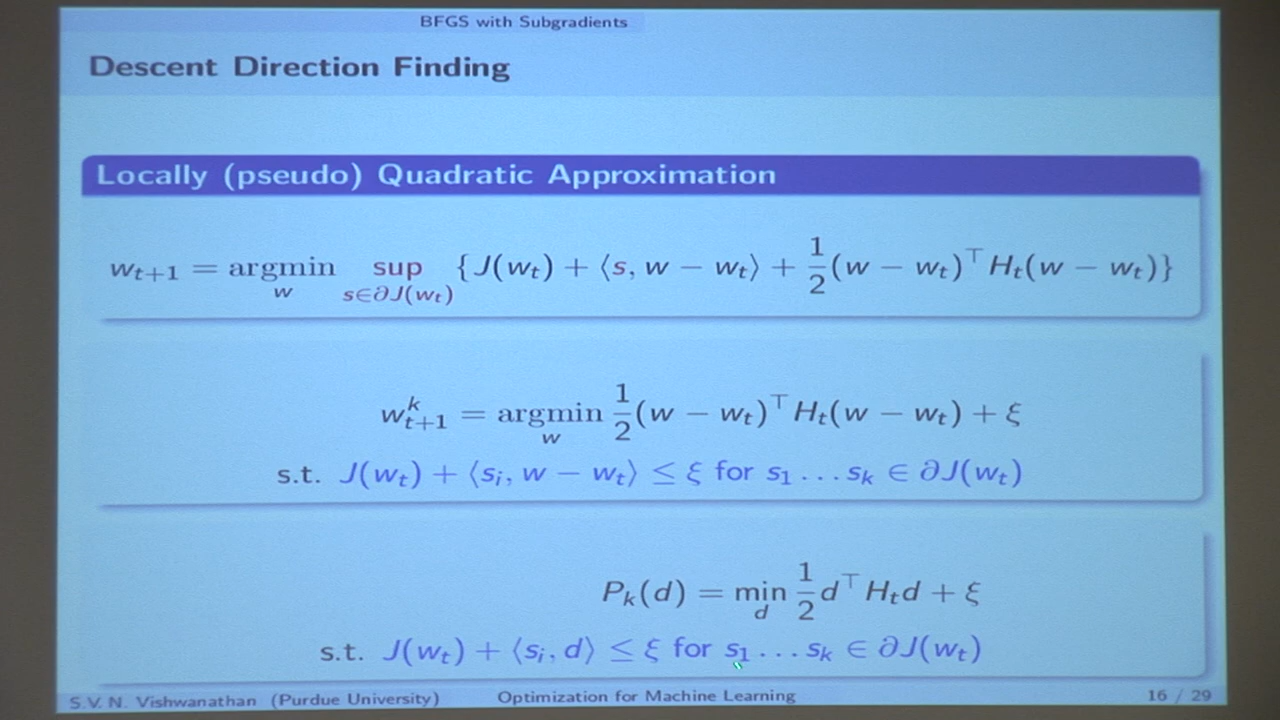 BFGS with Subgradients
Descent Direction Finding
Locally (pseudo) Quadratic Approximation
w_{t+1} = argmin_w sup_{s∈∂J(w_t)} {J(w_t) + ⟨s, w − w_t⟩ + 1/2 (w − w_t)^⊤ H_t(w − w_t)}
w^k_{t+1} = argmin_w 1/2 (w − w_t)^⊤ H_t(w − w_t) + ξ
s.t. J(w_t) + ⟨s_i, w − w_t⟩ ≤ ξ for s_1 … s_k ∈ ∂J(w_t)
P_k(d) = min_d 1/2 d^⊤ H_t d + ξ
s.t. J(w_t) + ⟨s_i, d⟩ ≤ ξ for s_1 … s_k ∈ ∂J(w_t)
S.V. N. Vishwanathan (Purdue University) Optimization for Machine Learning 16 / 29